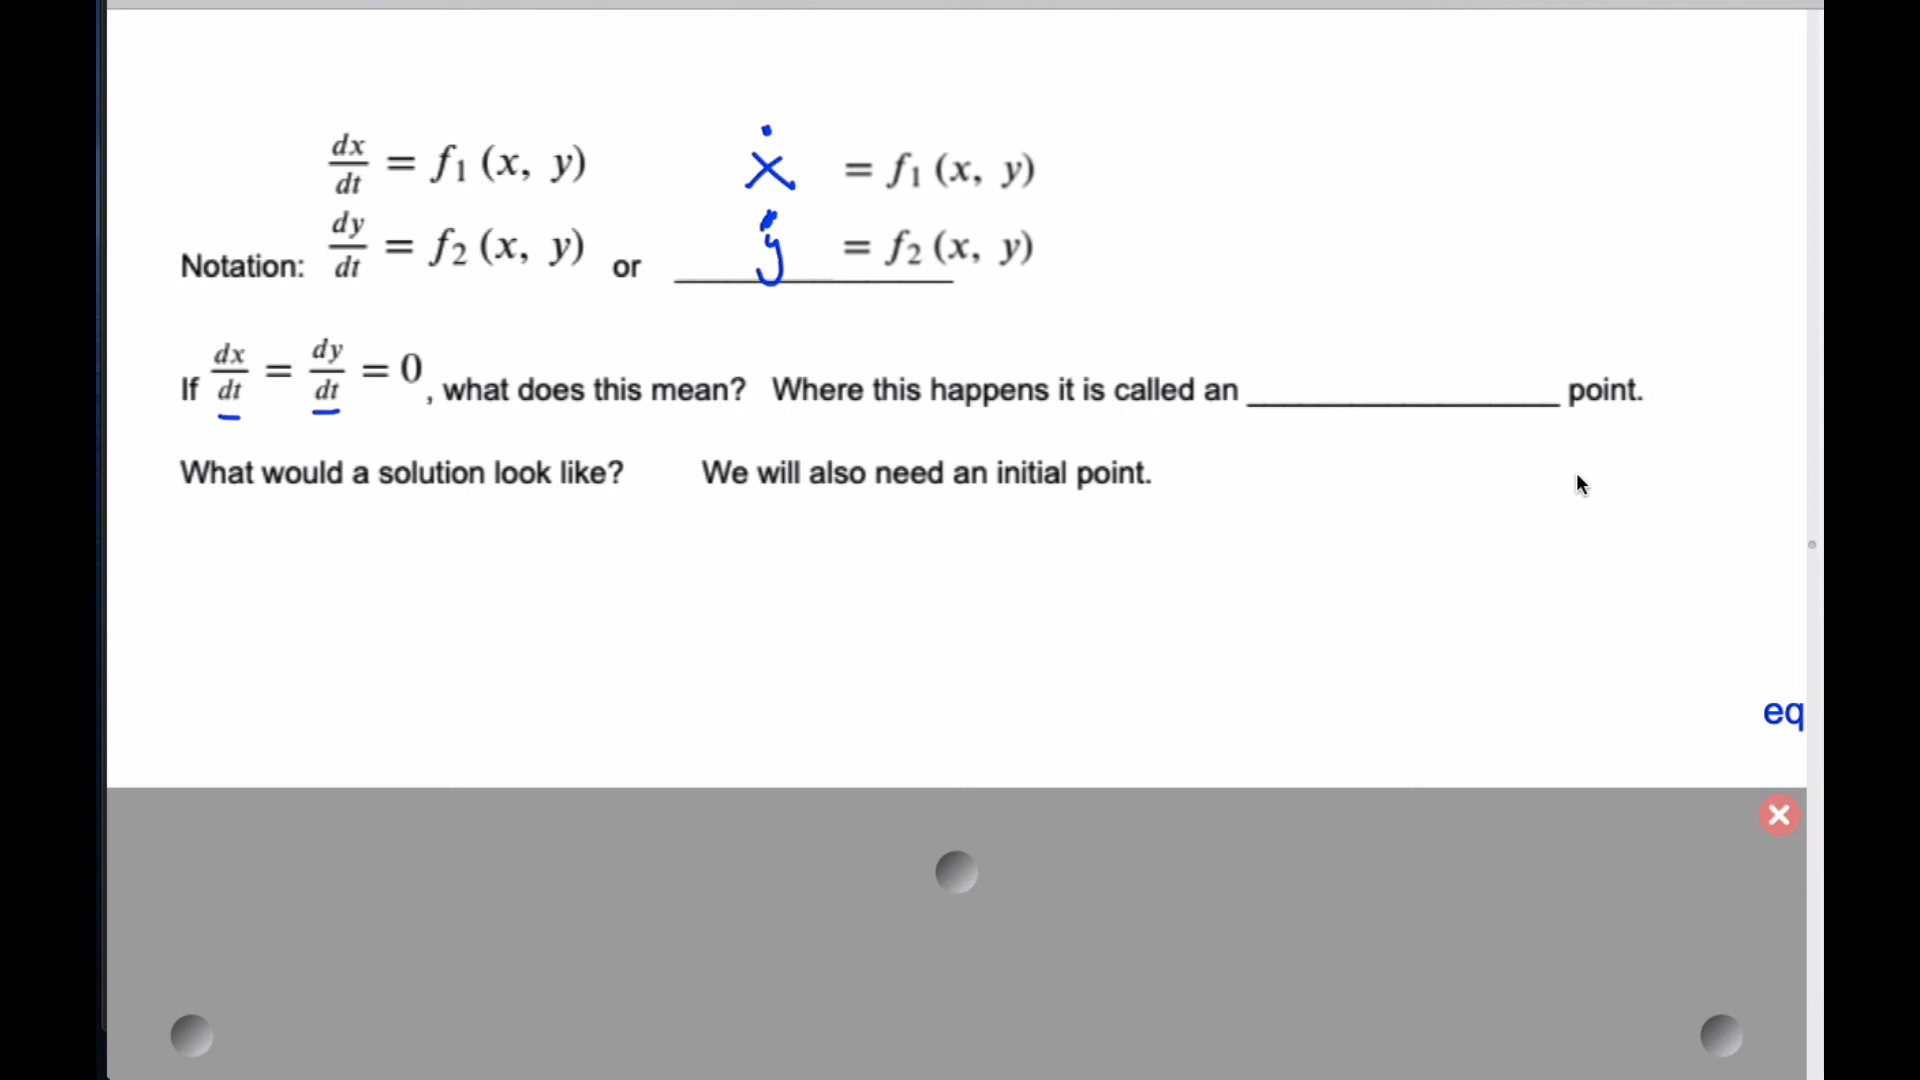 dx/dt = f₁ (x, y) ẋ = f₁ (x, y)
Notation: dy/dt = f₂ (x, y) or ẏ = f₂ (x, y)
If dx/dt = dy/dt = 0, what does this mean? Where this happens it is called an ____________________ point.
What would a solution look like? We will also need an initial point.
eq